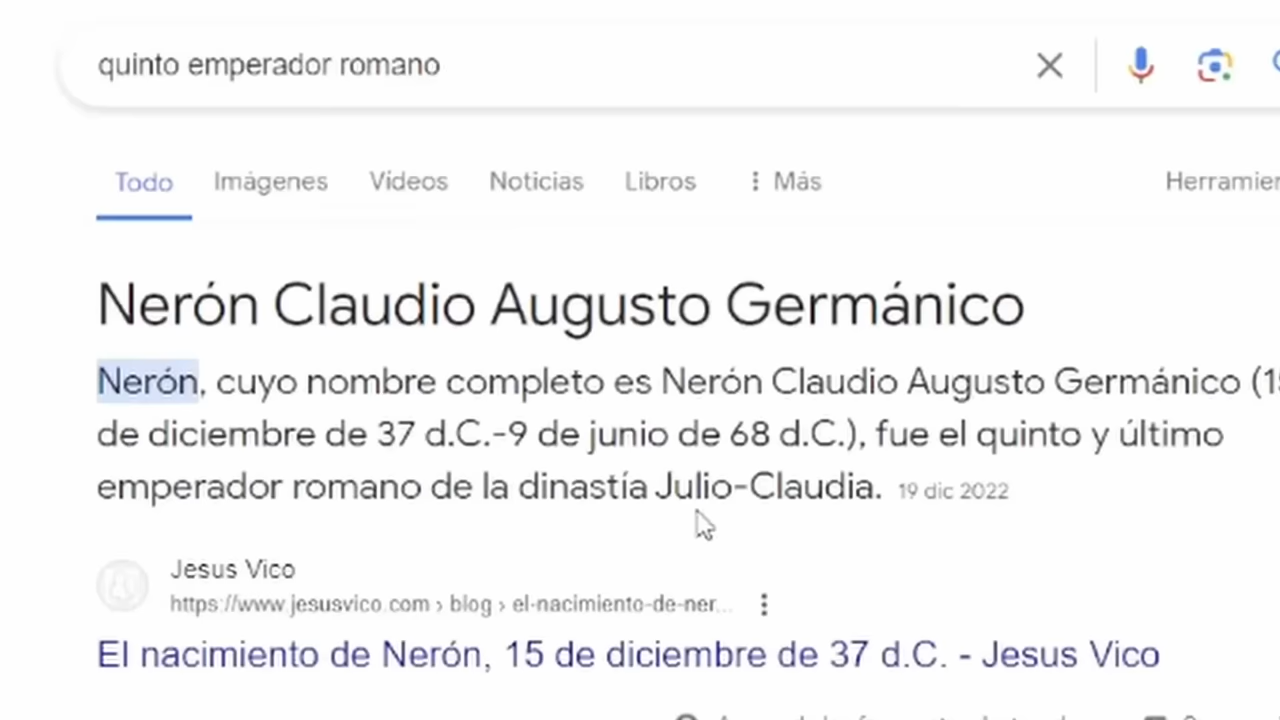 quinto emperador romano
Todo Imágenes Vídeos Noticias Libros Más Herramien
Nerón Claudio Augusto Germánico
Nerón, cuyo nombre completo es Nerón Claudio Augusto Germánico (15
de diciembre de 37 d.C.-9 de junio de 68 d.C.), fue el quinto y último
emperador romano de la dinastía Julio-Claudia. 19 dic 2022
Jesus Vico
https://www.jesusvico.com › blog › el-nacimiento-de-ner...
El nacimiento de Nerón, 15 de diciembre de 37 d.C. - Jesus Vico